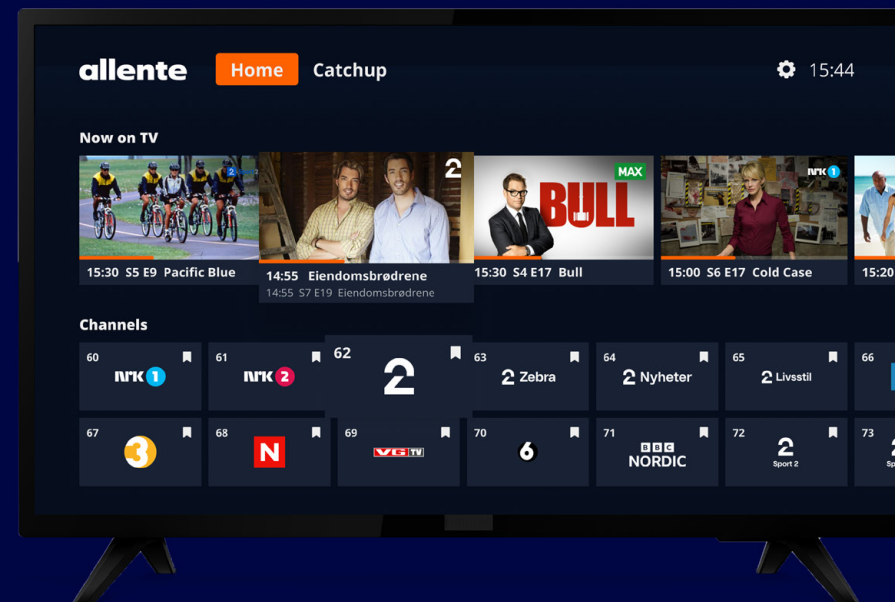 allente Home Catchup 15:44
Now on TV
2
2
MAX
BULL
NRK 1
15:30 S5 E9 Pacific Blue
14:55 Eiendomsbrødrene
14:55 S7 E19 Eiendomsbrødrene
15:30 S4 E17 Bull
15:00 S6 E17 Cold Case
15:20
Channels
60 NRK 1
61 NRK 2
62 2
63 2 Zebra
64 2 Nyheter
65 2 Livsstil
66
67 3
68 N
69 VGTV
70 6
71 BBC NORDIC
72 2 Sport 2
73